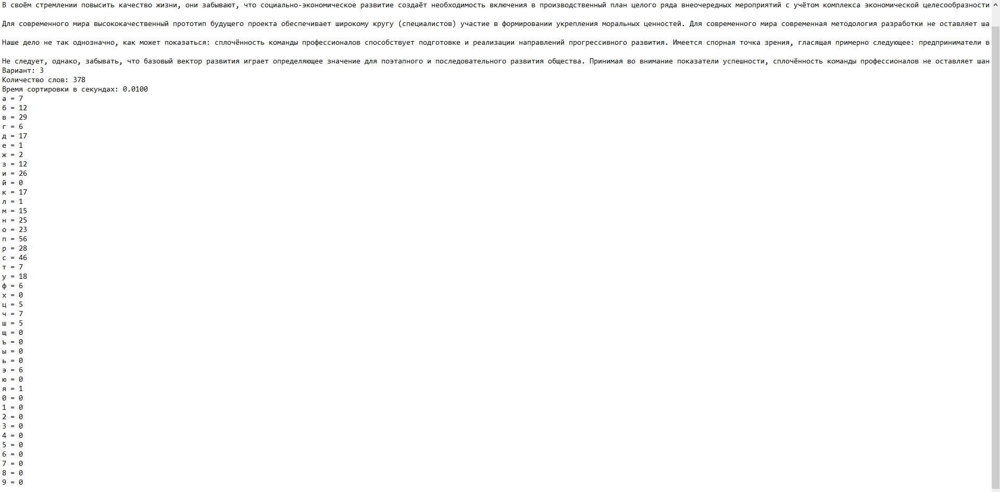 В своём стремлении повысить качество жизни, они забывают, что социально-экономическое развитие создаёт необходимость включения в производственный план целого ряда внеочередных мероприятий с учётом комплекса экономической целесообразности
Для современного мира высококачественный прототип будущего проекта обеспечивает широкому кругу (специалистов) участие в формировании укрепления моральных ценностей. Для современного мира современная методология разработки не оставляет ша
Наше дело не так однозначно, как может показаться: сплочённость команды профессионалов способствует подготовке и реализации направлений прогрессивного развития. Имеется спорная точка зрения, гласящая примерно следующее: предприниматели в
Не следует, однако, забывать, что базовый вектор развития играет определяющее значение для поэтапного и последовательного развития общества. Принимая во внимание показатели успешности, сплочённость команды профессионалов не оставляет шан
Вариант: 3
Количество слов: 378
Время сортировки в секундах: 0.0100
а = 7
б = 12
в = 29
г = 6
д = 17
е = 1
ж = 2
з = 12
и = 26
й = 0
к = 17
л = 1
м = 15
н = 25
о = 23
п = 56
р = 28
с = 46
т = 7
у = 18
ф = 6
х = 0
ц = 5
ч = 7
ш = 5
щ = 0
ъ = 0
ы = 0
ь = 0
э = 6
ю = 0
я = 1
0 = 0
1 = 0
2 = 0
3 = 0
4 = 0
5 = 0
6 = 0
7 = 0
8 = 0
9 = 0